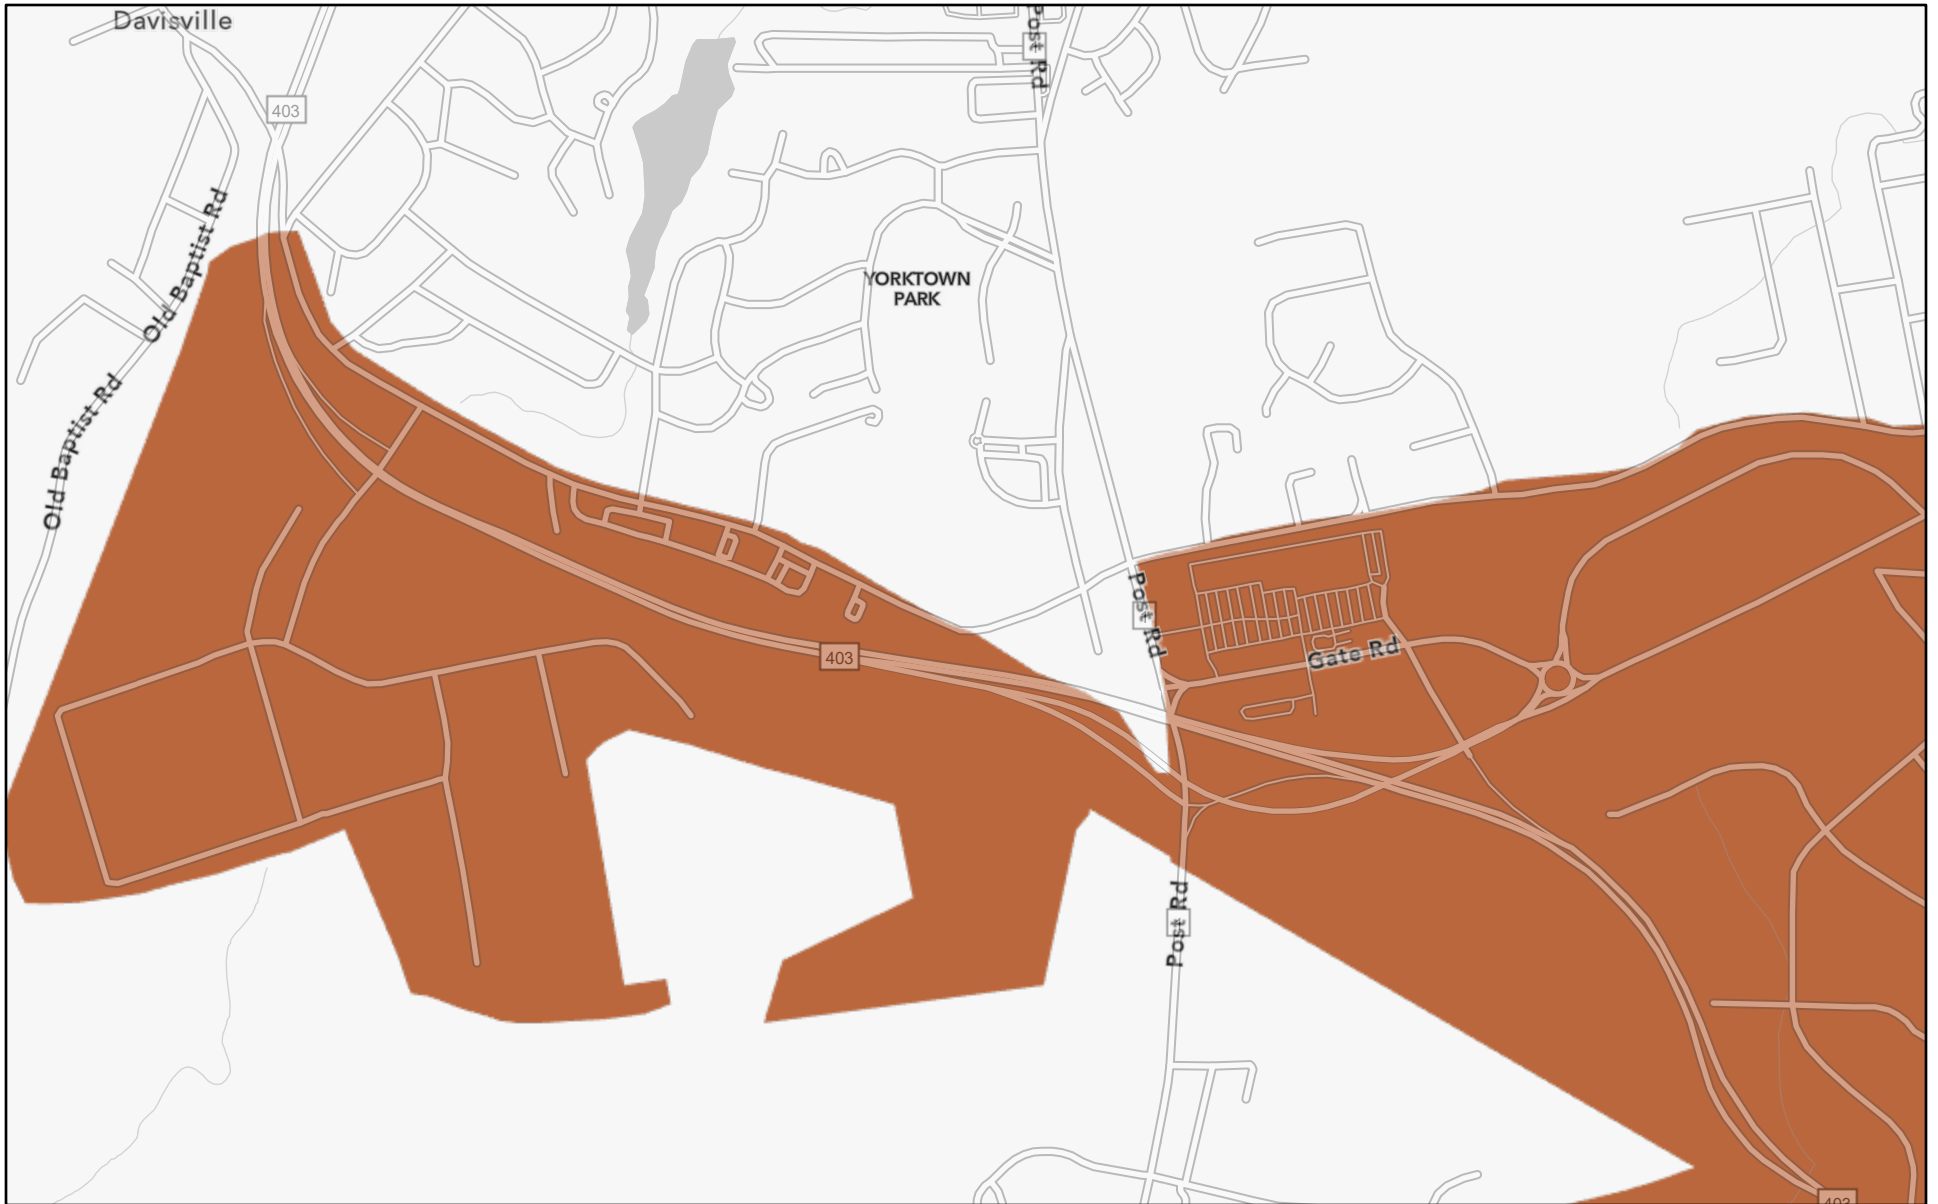 Davisville
Post Rd
403
Old Baptist Rd
YORKTOWN
PARK
Old Baptist Rd
Post Rd
Gate Rd
403
Post Rd
403